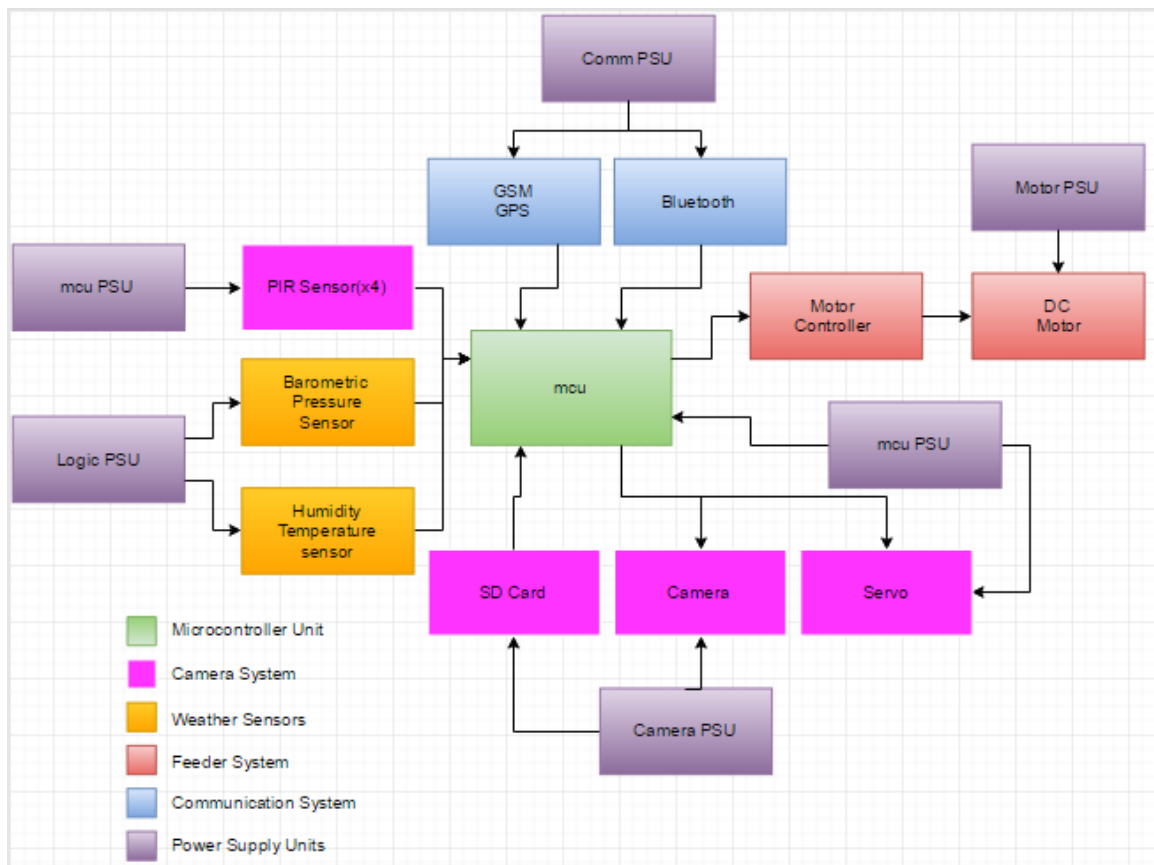 Comm PSU
GSM
GPS
Bluetooth
Motor PSU
mcu PSU
PIR Sensor(x4)
Motor
Controller
DC
Motor
mcu
Barometric
Pressure
Sensor
Logic PSU
mcu PSU
Humidity
Temperature
sensor
SD Card
Camera
Servo
Camera PSU
Microcontroller Unit
Camera System
Weather Sensors
Feeder System
Communication System
Power Supply Units